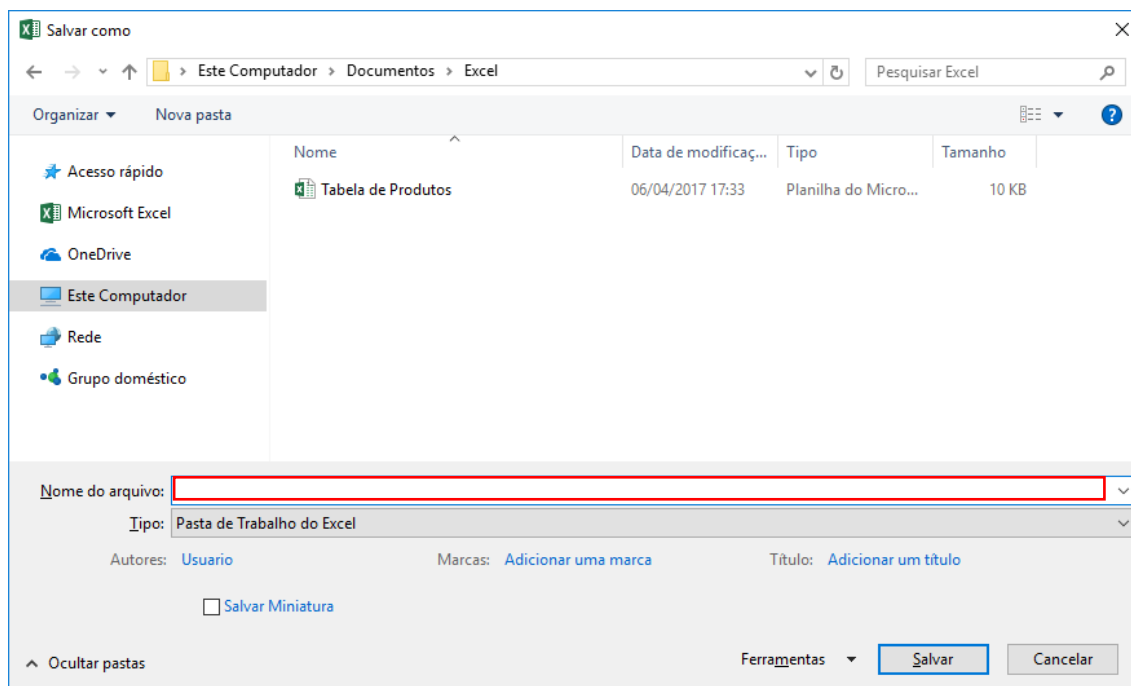 Salvar como
Este Computador > Documentos > Excel
Pesquisar Excel
Organizar
Nova pasta
?
Nome
Data de modificaç...
Tipo
Tamanho
Acesso rápido
Microsoft Excel
OneDrive
Este Computador
Rede
Grupo doméstico
Tabela de Produtos
06/04/2017 17:33
Planilha do Micro...
10 KB
Nome do arquivo:
Tipo: Pasta de Trabalho do Excel
Autores: Usuario
Marcas: Adicionar uma marca
Título: Adicionar um título
Salvar Miniatura
Ocultar pastas
Ferramentas
Salvar
Cancelar